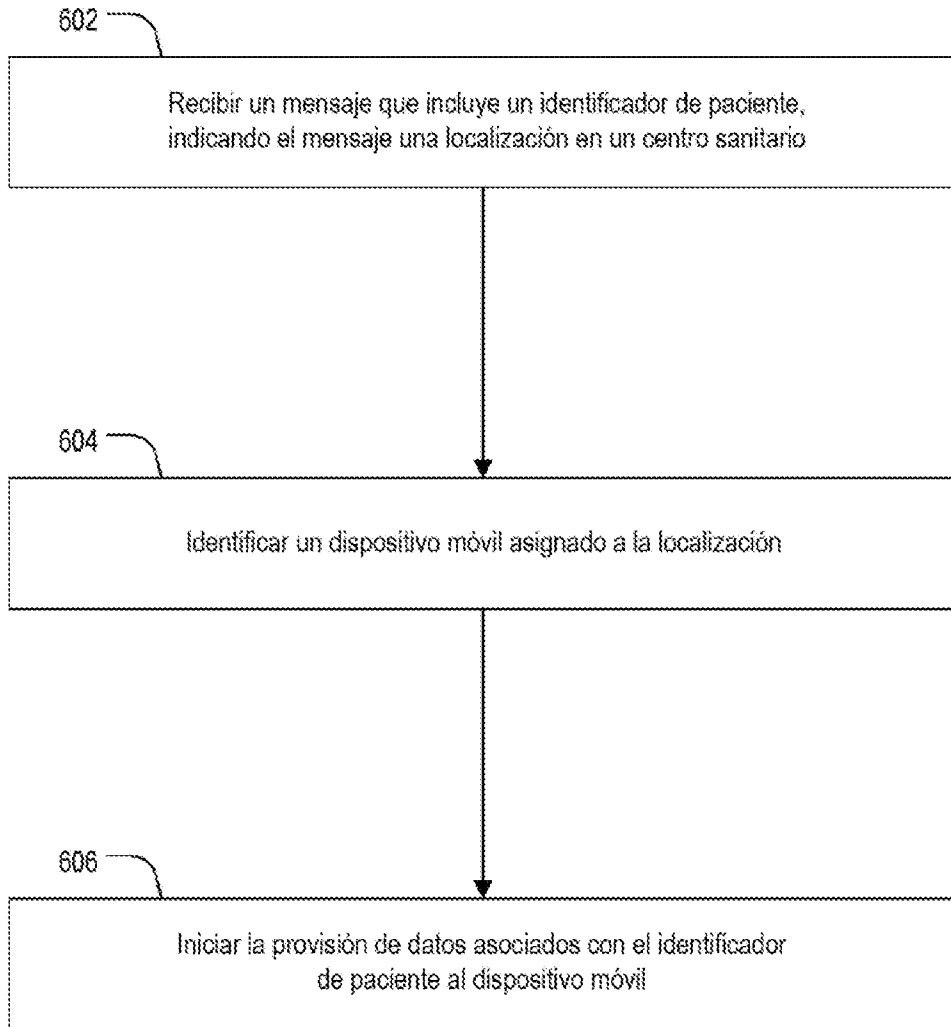 602
Recibir un mensaje que incluye un identificador de paciente,
indicando el mensaje una localización en un centro sanitario
604
Identificar un dispositivo móvil asignado a la localización
606
Iniciar la provisión de datos asociados con el identificador
de paciente al dispositivo móvil